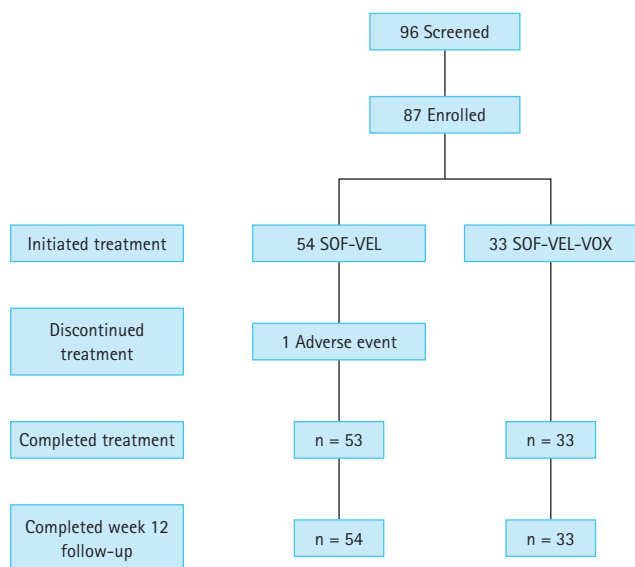 96 Screened
87 Enrolled
Initiated treatment
54 SOF-VEL
33 SOF-VEL-VOX
Discontinued
treatment
1 Adverse event
Completed treatment
n = 53
n = 33
Completed week 12
follow-up
n = 54
n = 33